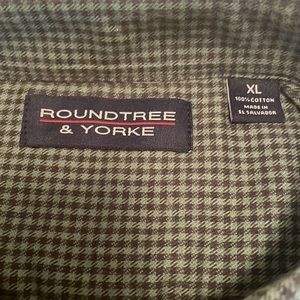 ROUNDTREE
& YORKE
XL
100% COTTON
MADE IN
EL SALVADOR